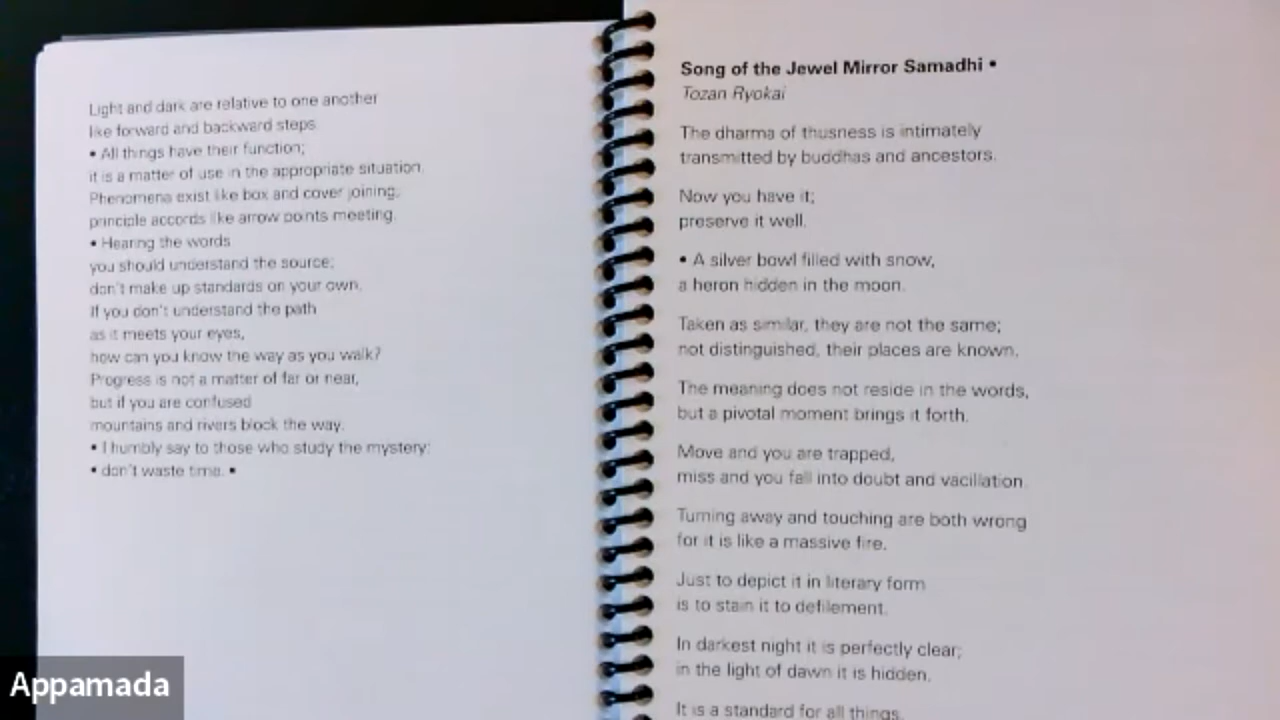 Light and dark are relative to one another
like forward and backward steps.
• All things have their function;
it is a matter of use in the appropriate situation.
Phenomena exist like box and cover joining;
principle accords like arrow points meeting.
• Hearing the words
you should understand the source;
don't make up standards on your own.
If you don't understand the path
as it meets your eyes,
how can you know the way as you walk?
Progress is not a matter of far or near,
but if you are confused
mountains and rivers block the way.
• I humbly say to those who study the mystery:
• don't waste time. •
Song of the Jewel Mirror Samadhi •
Tozan Ryokai
The dharma of thusness is intimately
transmitted by buddhas and ancestors.
Now you have it;
preserve it well.
• A silver bowl filled with snow,
a heron hidden in the moon.
Taken as similar, they are not the same;
not distinguished, their places are known.
The meaning does not reside in the words,
but a pivotal moment brings it forth.
Move and you are trapped,
miss and you fall into doubt and vacillation.
Turning away and touching are both wrong
for it is like a massive fire.
Just to depict it in literary form
is to stain it to defilement.
In darkest night it is perfectly clear;
in the light of dawn it is hidden.
It is a standard for all things.
Appamada